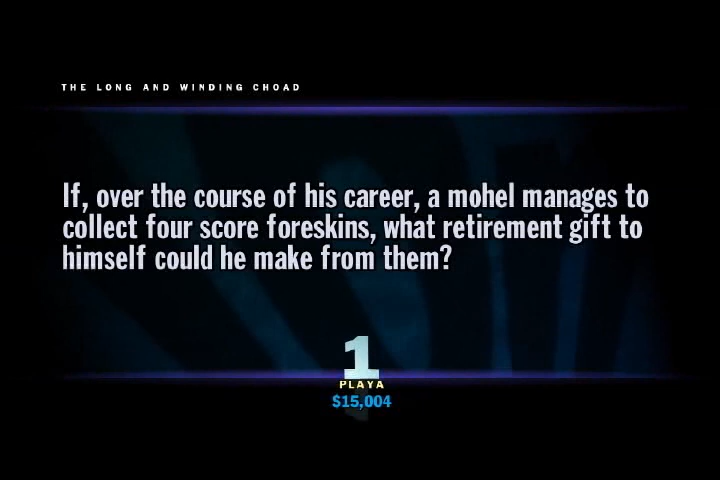 THE LONG AND WINDING CHOAD
If, over the course of his career, a mohel manages to
collect four score foreskins, what retirement gift to
himself could he make from them?
1
PLAYA
$15,004